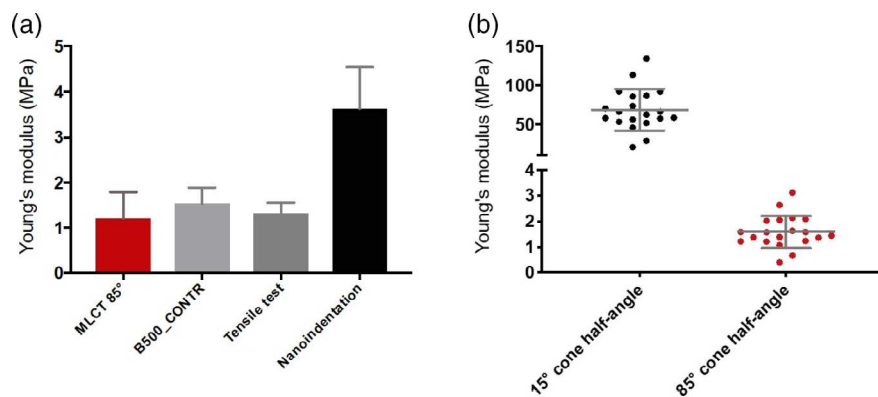 (a)
Young's modulus (MPa)
5
4
3
2
1
0
MLCT 85°
B500_CONTR
Tensile test
Nanoindentation
(b)
Young's modulus (MPa)
150
100
50
4
3
2
1
0
15° cone half-angle
85° cone half-angle